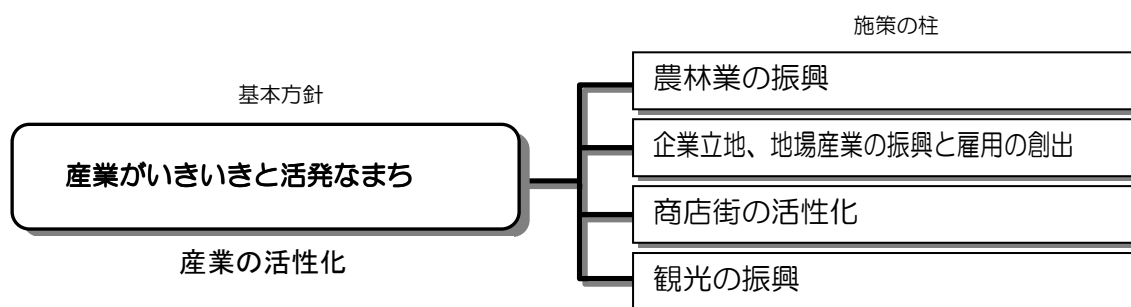 施策の柱
基本方針
農林業の振興
産業がいきいきと活発なまち
企業立地、地場産業の振興と雇用の創出
商店街の活性化
産業の活性化
観光の振興